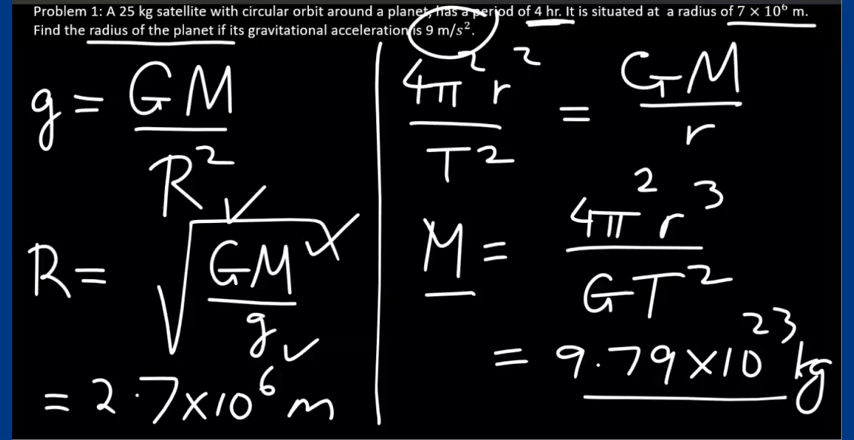 Problem 1: A 25 kg satellite with circular orbit around a planet, has a period of 4 hr. It is situated at a radius of 7 × 10⁶ m.
Find the radius of the planet if its gravitational acceleration is 9 m/s².
g = GM / R²
R = √(GM / g)
= 2.7×10⁶ m
4π²r² / T² = GM / r
M = 4π²r³ / GT²
= 9.79×10²³ kg